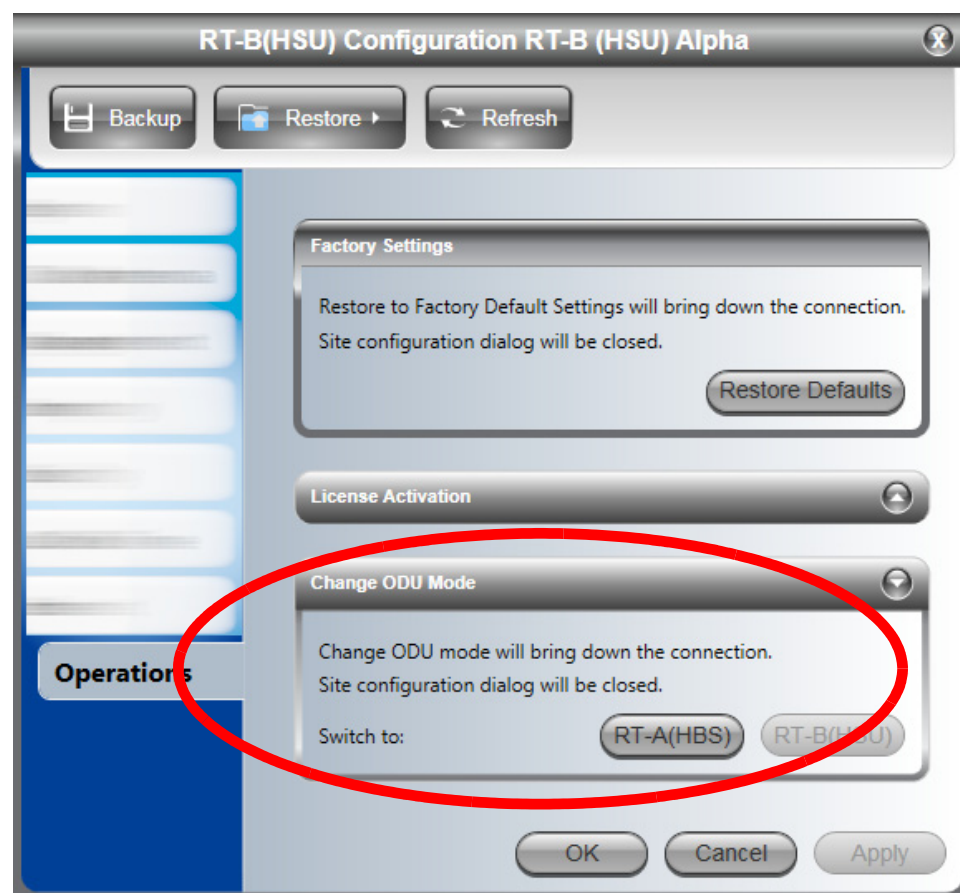 RT-B(HSU) Configuration RT-B (HSU) Alpha
Backup
Restore
Refresh
Factory Settings
Restore to Factory Default Settings will bring down the connection.
Site configuration dialog will be closed.
Restore Defaults
License Activation
Change ODU Mode
Change ODU mode will bring down the connection.
Site configuration dialog will be closed.
Operations
Switch to:
RT-A(HBS)
RT-B(HSU)
OK
Cancel
Apply